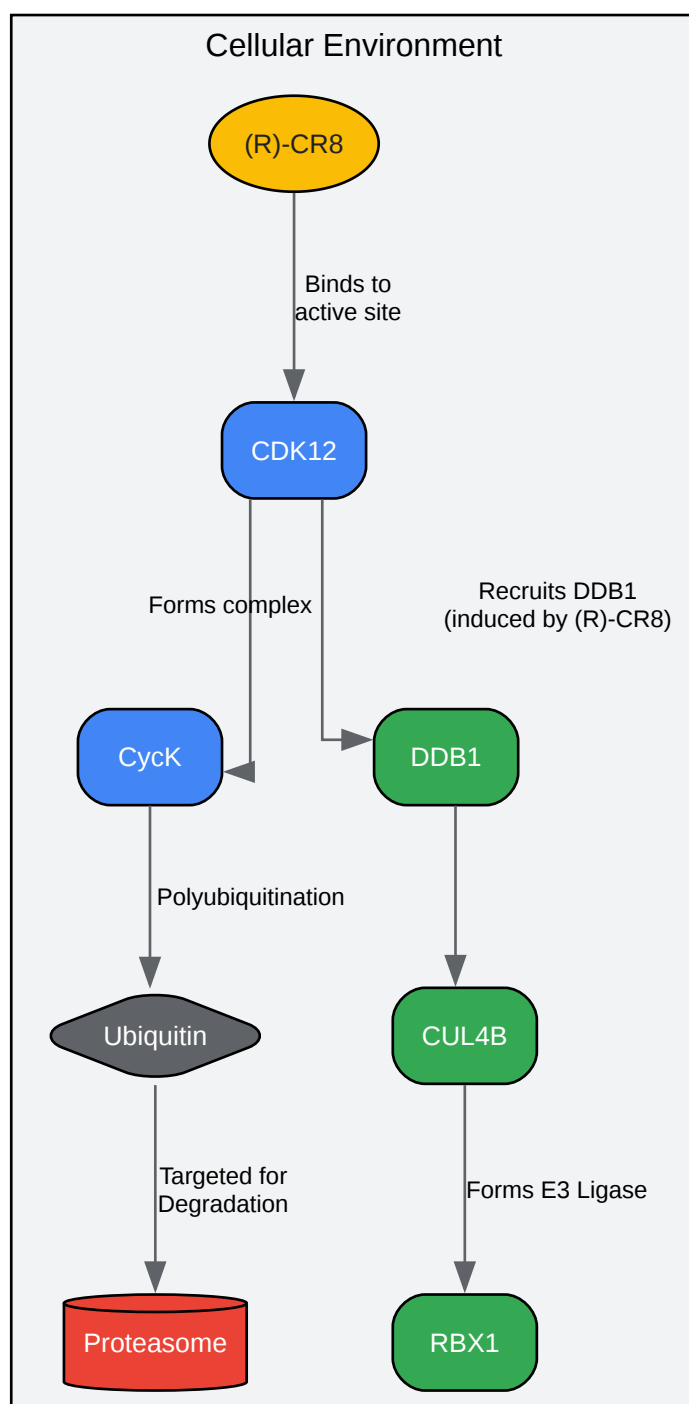 Cellular Environment
(R)-CR8
Binds to
active site
CDK12
Forms complex
Recruits DDB1
(induced by (R)-CR8)
CycK
DDB1
Polyubiquitination
Ubiquitin
CUL4B
Targeted for
Degradation
Forms E3 Ligase
Proteasome
RBX1